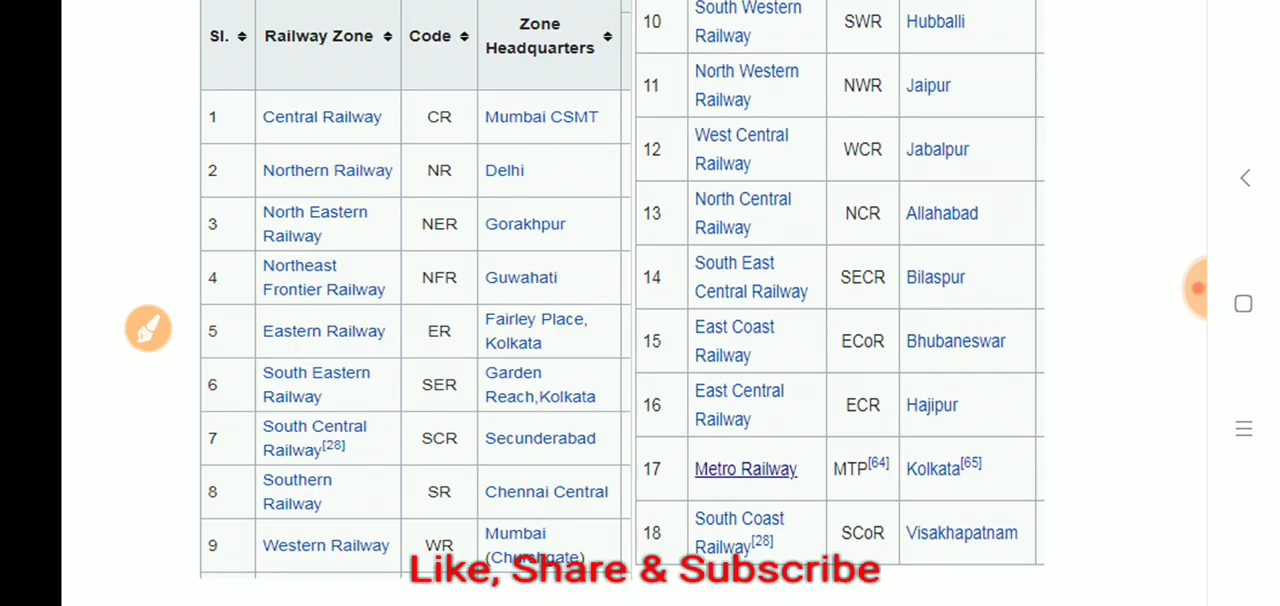 Sl. Railway Zone Code Zone Headquarters
1 Central Railway CR Mumbai CSMT
2 Northern Railway NR Delhi
3 North Eastern Railway NER Gorakhpur
4 Northeast Frontier Railway NFR Guwahati
5 Eastern Railway ER Fairley Place, Kolkata
6 South Eastern Railway SER Garden Reach,Kolkata
7 South Central Railway[28] SCR Secunderabad
8 Southern Railway SR Chennai Central
9 Western Railway WR Mumbai (Churchgate)
10 South Western Railway SWR Hubballi
11 North Western Railway NWR Jaipur
12 West Central Railway WCR Jabalpur
13 North Central Railway NCR Allahabad
14 South East Central Railway SECR Bilaspur
15 East Coast Railway ECoR Bhubaneswar
16 East Central Railway ECR Hajipur
17 Metro Railway MTP[64] Kolkata[65]
18 South Coast Railway[28] SCoR Visakhapatnam
Like, Share & Subscribe